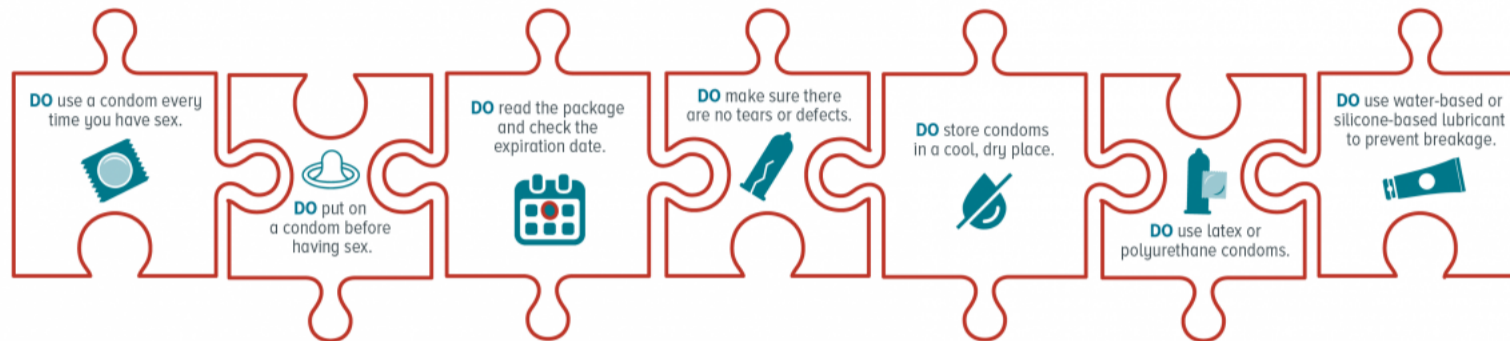 DO use a condom every
time you have sex.
DO put on
a condom before
having sex.
DO read the package
and check the
expiration date.
DO make sure there
are no tears or defects.
DO store condoms
in a cool, dry place.
DO use latex or
polyurethane condoms.
DO use water-based or
silicone-based lubricant
to prevent breakage.